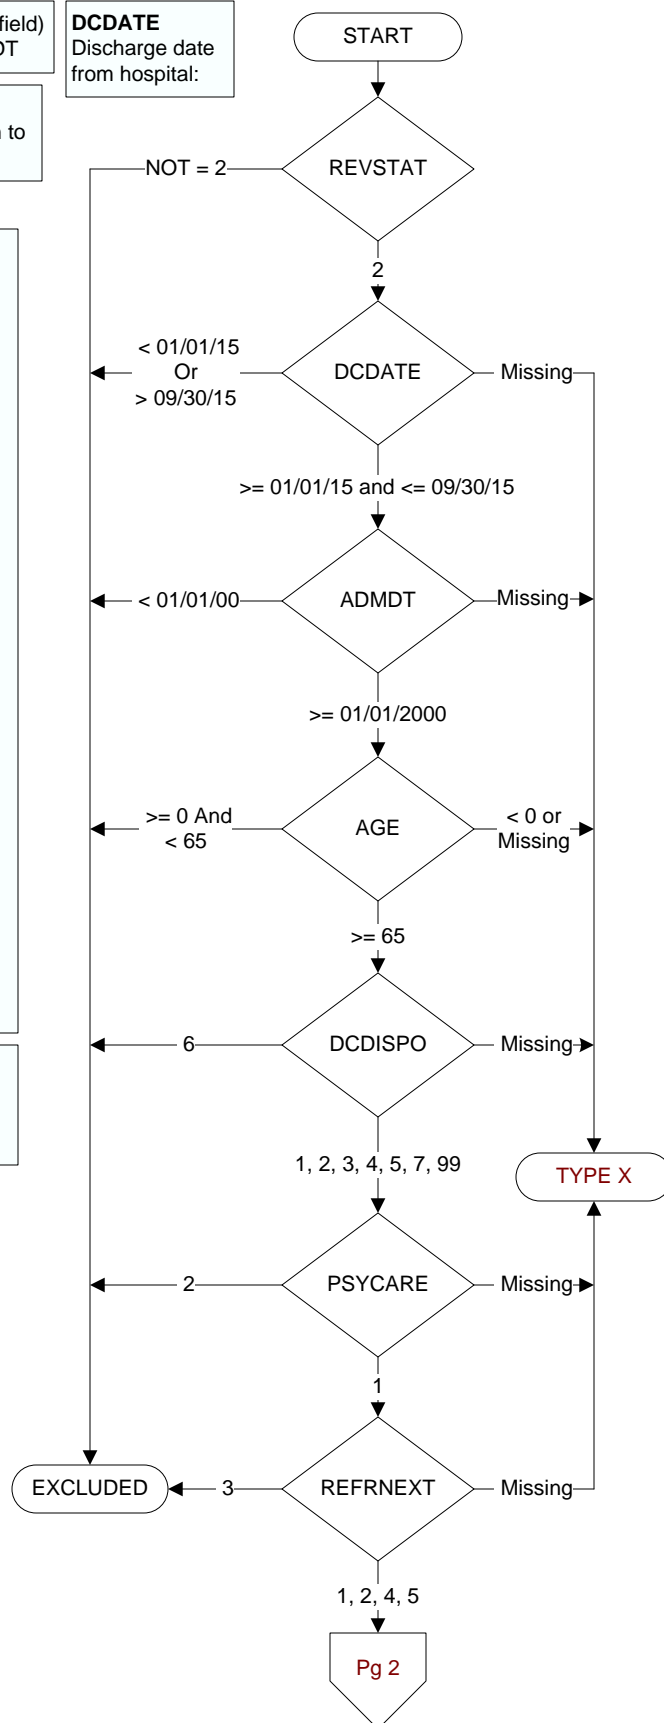 field)
DT
DCDATE
Discharge date
from hospital:
to
START
NOT = 2
REVSTAT
2
< 01/01/15
Or
> 09/30/15
DCDATE
Missing
>= 01/01/15 and <= 09/30/15
< 01/01/00
ADMDT
Missing
>= 01/01/2000
>= 0 And
< 65
AGE
< 0 or
Missing
>= 65
6
DCDISPO
Missing
1, 2, 3, 4, 5, 7, 99
TYPE X
2
PSYCARE
Missing
1
EXCLUDED
3
REFRNEXT
Missing
1, 2, 4, 5
Pg 2